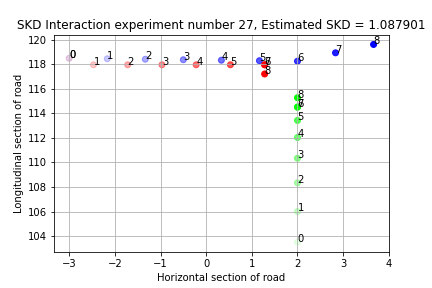 SKD Interaction experiment number 27, Estimated SKD = 1.087901
120
118
116
114
112
110
108
106
104
Longitudinal section of road
0 1 2 3 4 5 6 7 8
1 2 3 4 5 8
8
6
5
4
3
2
1
0
−3 −2 −1 0 1 2 3 4
Horizontal section of road